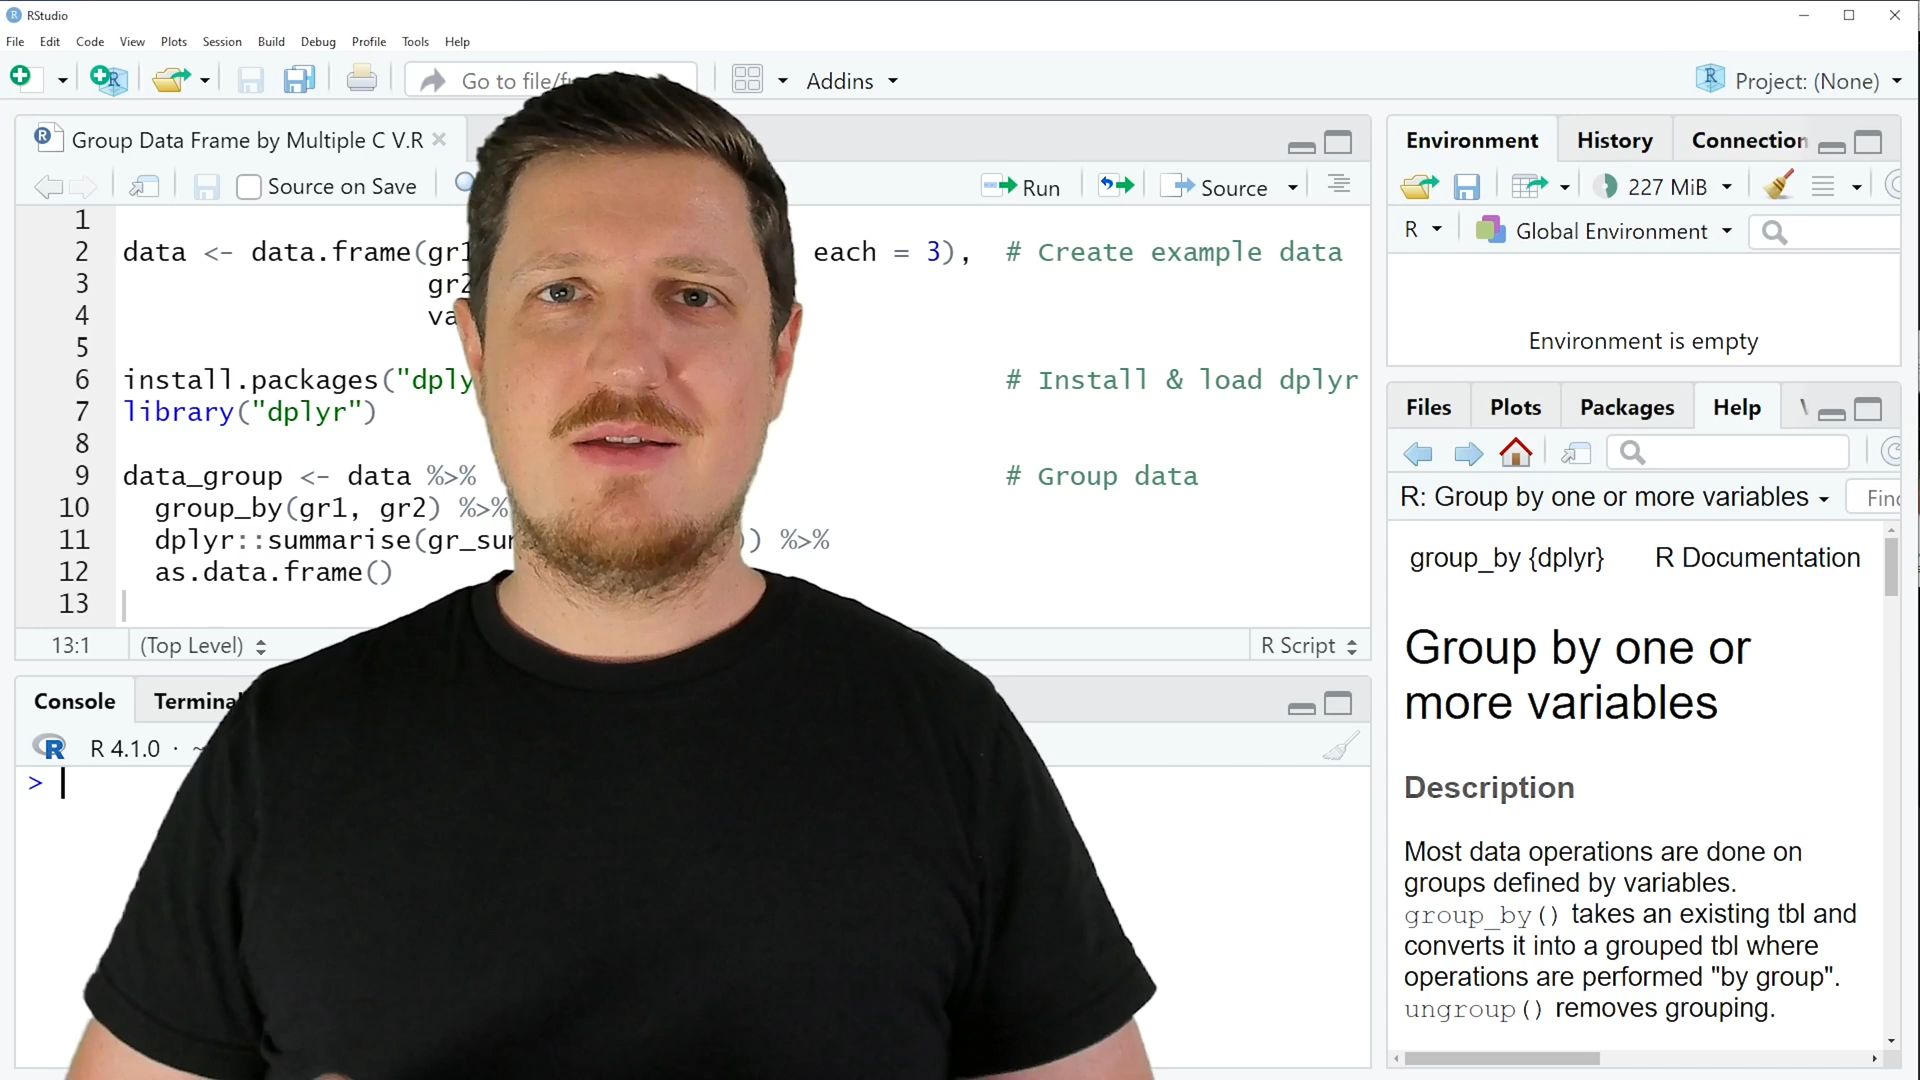 RStudio
File Edit Code View Plots Session Build Debug Profile Tools Help
Go to file/f
Addins
Project: (None)
Group Data Frame by Multiple C V.R
Source on Save
Run
Source
1
2 data <- data.frame(gr1 each = 3), # Create example data
3 gr2
4 va
5
6 install.packages("dply # Install & load dplyr
7 library("dplyr")
8
9 data_group <- data %>% # Group data
10 group_by(gr1, gr2) %>%
11 dplyr::summarise(gr_sum )) %>%
12 as.data.frame()
13
13:1 (Top Level) R Script
Console Terminal
R 4.1.0 · ~
>
Environment History Connection
227 MiB
R Global Environment
Environment is empty
Files Plots Packages Help
R: Group by one or more variables Find
group_by {dplyr} R Documentation
Group by one or
more variables
Description
Most data operations are done on
groups defined by variables.
group_by() takes an existing tbl and
converts it into a grouped tbl where
operations are performed "by group".
ungroup() removes grouping.